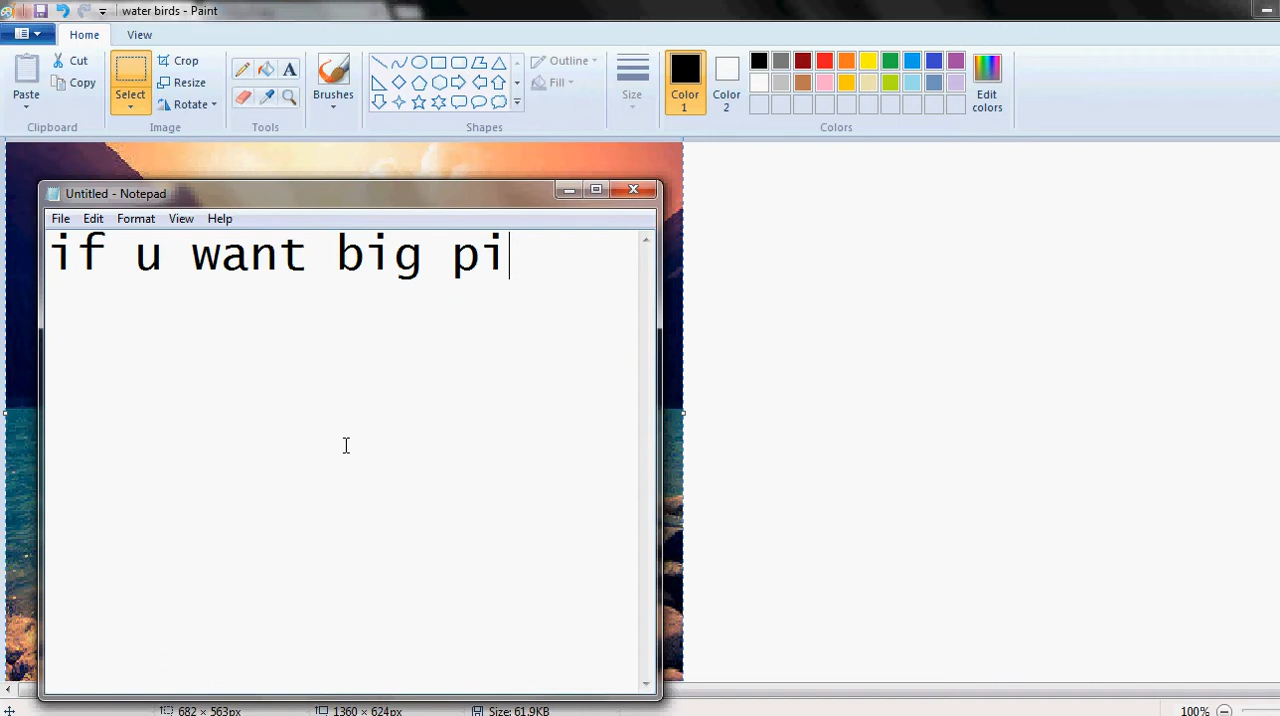 water birds - Paint
Home
View
Paste
Cut
Copy
Clipboard
Select
Crop
Resize
Rotate
Image
Tools
Brushes
Shapes
Outline
Fill
Size
Color
1
Color
2
Edit
colors
Colors
Untitled - Notepad
File Edit Format View Help
if u want big pi
682 × 563px
1360 × 624px
Size: 61.9KB
100%